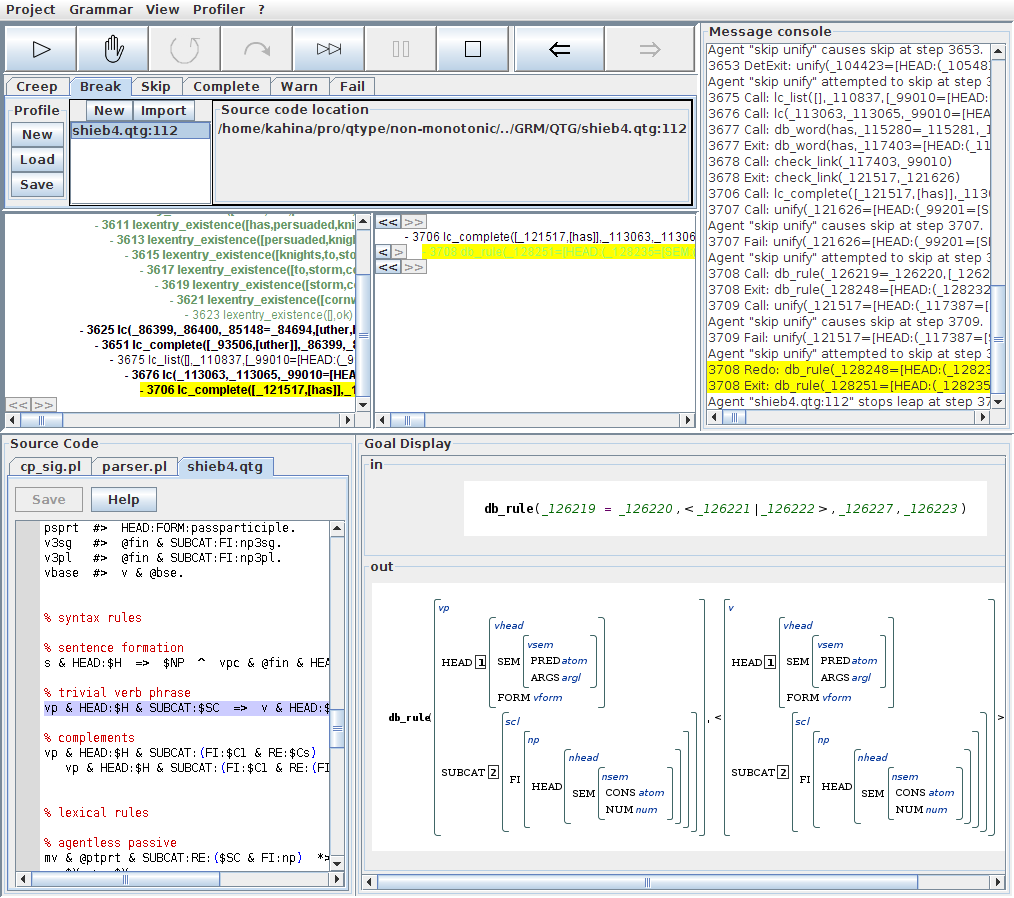 Project Grammar View Profiler ?
Creep Break Skip Complete Warn Fail
Profile
New
Load
Save
New Import
shieb4.qtg:112
Source code location
/home/kahina/pro/qtype/non-monotonic/../GRM/QTG/shieb4.qtg:112
Message console
Agent "skip unify" causes skip at step 3653.
3653 DetExit: unify(_104423=[HEAD:(_10548
Agent "skip unify" attempted to skip at step 3
3675 Call: lc_list([],_110837,[_99010=[HEAD:
3676 Call: lc(_113063,_113065,_99010=[HEAD
3677 Call: db_word(has,_115280=_115281,_1
3677 Exit: db_word(has,_117403=[HEAD:(_11
3678 Call: check_link(_117403,_99010)
3678 Exit: check_link(_121517,_121626)
3706 Call: lc_complete([_121517,[has]],_113
3707 Call: unify(_121626=[HEAD:(_99201=[S
Agent "skip unify" causes skip at step 3707.
3707 Fail: unify(_121626=[HEAD:(_99201=[S
Agent "skip unify" attempted to skip at step 3
3708 Call: db_rule(_126219=_126220,[_1262
3708 Exit: db_rule(_128248=[HEAD:(_128232
3709 Call: unify(_121517=[HEAD:(_117387=[
Agent "skip unify" causes skip at step 3709.
3709 Fail: unify(_121517=[HEAD:(_117387=[S
Agent "skip unify" attempted to skip at step 3
3708 Redo: db_rule(_128248=[HEAD:(_12823
3708 Exit: db_rule(_128251=[HEAD:(_128235
Agent "shieb4.qtg:112" stops leap at step 37
- 3611 lexentry_existence([has,persuaded,kni
- 3613 lexentry_existence([persuaded,knigh
- 3615 lexentry_existence([knights,to,sto
- 3617 lexentry_existence([to,storm,co
- 3619 lexentry_existence([storm,c
- 3621 lexentry_existence([corn
- 3623 lexentry_existence([],ok)
- 3625 lc(_86399,_86400,_85148=_84694,[uther,
- 3651 lc_complete([_93506,[uther]],_86399,_8
- 3675 lc_list([],_110837,[_99010=[HEAD:(_9
- 3676 lc(_113063,_113065,_99010=[HEA
- 3706 lc_complete([_121517,[has]],_1
<< >>
<< >>
- 3706 lc_complete([_121517,[has]],_113063,_11306
< >
- 3708 db_rule(_128251=[HEAD:(_128235=[SEM:
<< >>
Source Code
cp_sig.pl parser.pl shieb4.qtg
Save Help
psprt #> HEAD:FORM:passparticiple.
v3sg #> @fin & SUBCAT:FI:np3sg.
v3pl #> @fin & SUBCAT:FI:np3pl.
vbase #> v & @bse.
% syntax rules
% sentence formation
s & HEAD:$H => $NP ^ vpc & @fin & HEA
% trivial verb phrase
vp & HEAD:$H & SUBCAT:$SC => v & HEAD:$
% complements
vp & HEAD:$H & SUBCAT:(FI:$Cl & RE:$Cs)
vp & HEAD:$H & SUBCAT:(FI:$Cl & RE:(FI
% lexical rules
% agentless passive
mv & @ptprt & SUBCAT:RE:($SC & FI:np) *>
Goal Display
in
db_rule(_126219 = _126220,<_126221|_126222>,_126227,_126223)
out
vp v
vhead vhead
vsem vsem
HEAD 1 SEM PRED atom HEAD 1 SEM PRED atom
ARGS argl ARGS argl
FORM vform FORM vform
db_rule( , < >
scl scl
np np
nhead nhead
nsem nsem
SUBCAT 2 FI HEAD SEM CONS atom SUBCAT 2 FI HEAD SEM CONS atom
NUM num NUM num